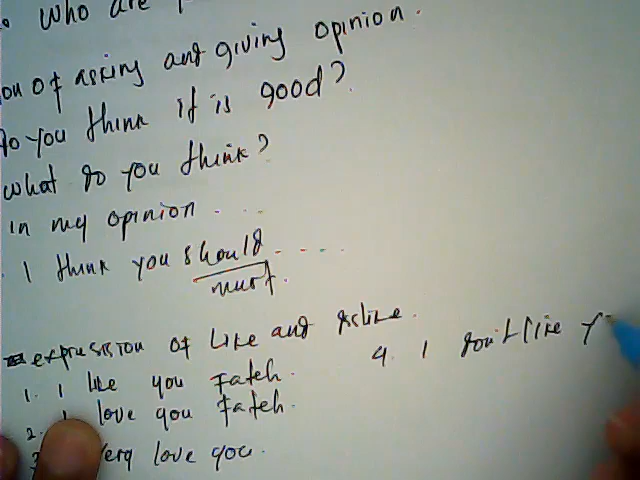 who are
on of asking and giving opinion.
do you think it is good?
what do you think?
in my opinion ...
I think you should ....
must.
expression of like and
1. I like you Fateh.
2. I love you Fateh.
very love you.
4. I don't like